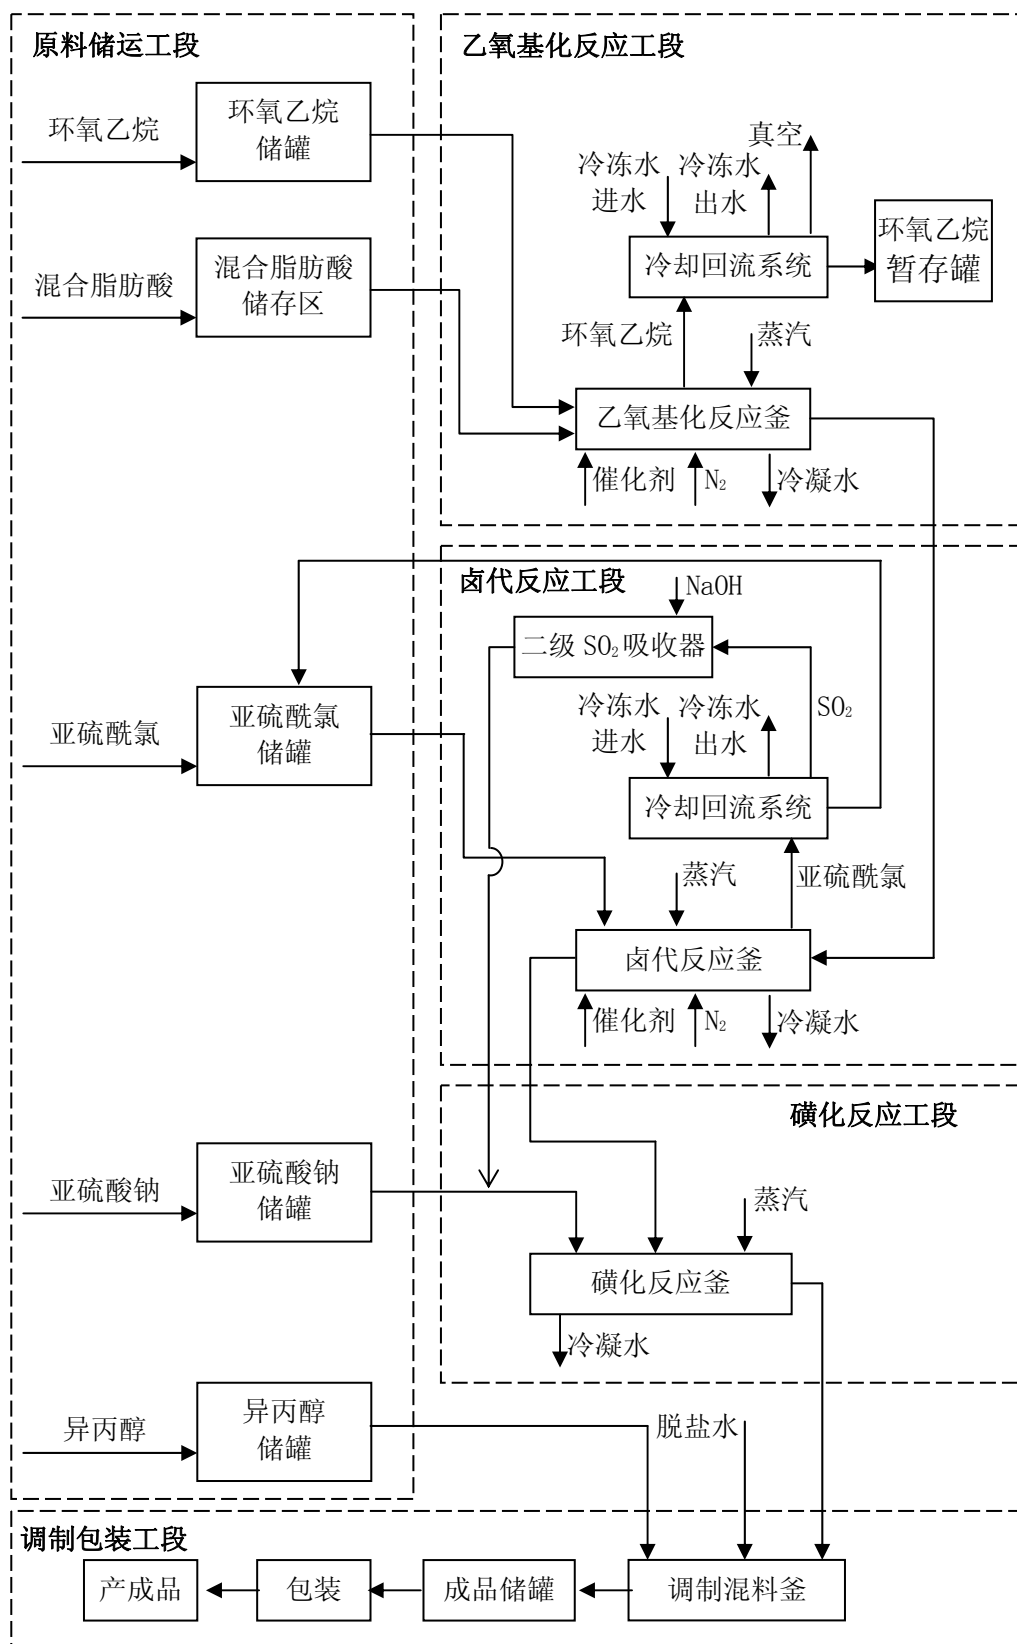 原料储运工段
环氧乙烷
环氧乙烷
储罐
混合脂肪酸
混合脂肪酸
储存区
亚硫酰氯
亚硫酰氯
储罐
亚硫酸钠
亚硫酸钠
储罐
异丙醇
异丙醇
储罐
乙氧基化反应工段
真空
冷冻水
进水
冷冻水
出水
冷却回流系统
环氧乙烷
暂存罐
环氧乙烷
蒸汽
乙氧基化反应釜
催化剂
N₂
冷凝水
卤代反应工段
NaOH
二级 SO₂ 吸收器
冷冻水
进水
冷冻水
出水
SO₂
冷却回流系统
蒸汽
亚硫酰氯
卤代反应釜
催化剂
N₂
冷凝水
磺化反应工段
蒸汽
磺化反应釜
冷凝水
脱盐水
调制包装工段
产成品
包装
成品储罐
调制混料釜